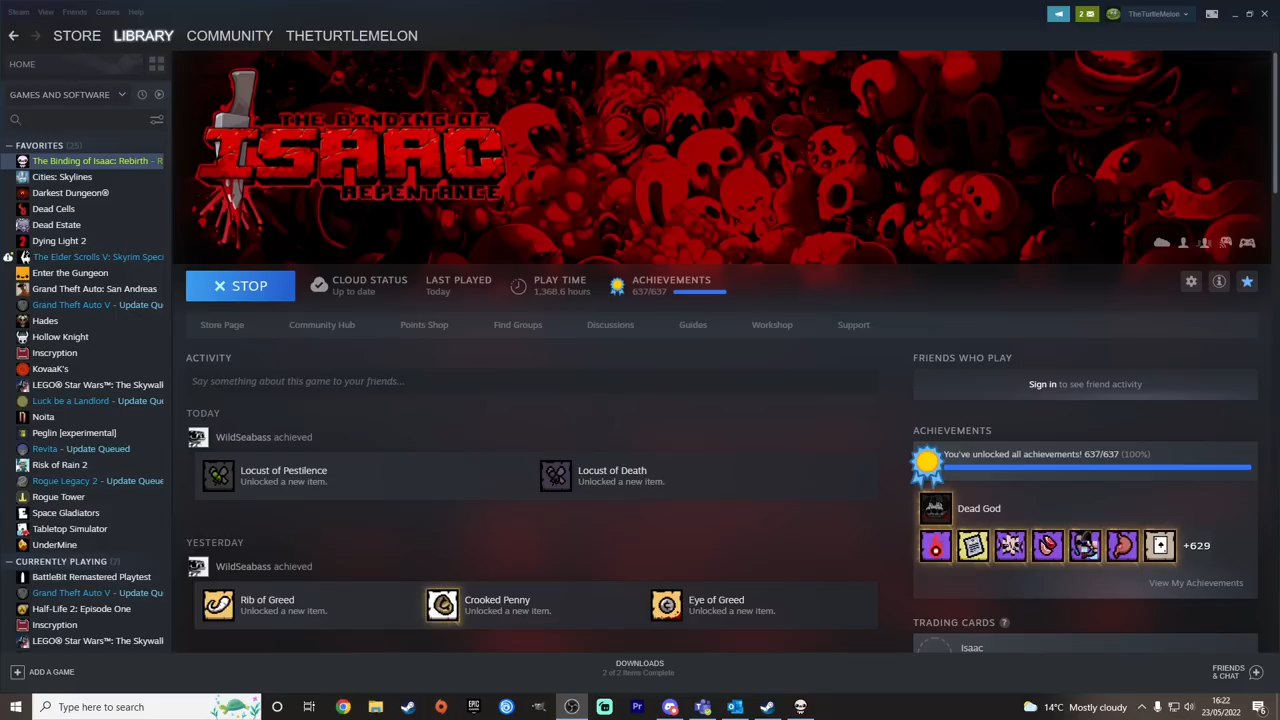 Steam View Friends Games Help
2
TheTurtleMelon
STORE LIBRARY COMMUNITY THETURTLEMELON
HOME
GAMES AND SOFTWARE
FAVORITES (25)
The Binding of Isaac: Rebirth - R
Cities: Skylines
Darkest Dungeon®
Dead Cells
Dead Estate
Dying Light 2
The Elder Scrolls V: Skyrim Speci
Enter the Gungeon
Grand Theft Auto: San Andreas
Grand Theft Auto V - Update Que
Hades
Hollow Knight
Inscryption
KovaaK's
LEGO® Star Wars™: The Skywalk
Luck be a Landlord - Update Que
Noita
Peglin [experimental]
Revita - Update Queued
Risk of Rain 2
Rogue Legacy 2 - Update Queue
Rogue Tower
Space Gladiators
Tabletop Simulator
UnderMine
CURRENTLY PLAYING (7)
BattleBit Remastered Playtest
Grand Theft Auto V - Update Que
Half-Life 2: Episode One
Inscryption
LEGO® Star Wars™: The Skywalk
ADD A GAME
THE BINDING OF
ISAAC
REPENTANCE
STOP
CLOUD STATUS
Up to date
LAST PLAYED
Today
PLAY TIME
1,368.6 hours
ACHIEVEMENTS
637/637
Store Page Community Hub Points Shop Find Groups Discussions Guides Workshop Support
ACTIVITY
Say something about this game to your friends...
TODAY
WildSeabass achieved
Locust of Pestilence
Unlocked a new item.
Locust of Death
Unlocked a new item.
YESTERDAY
WildSeabass achieved
Rib of Greed
Unlocked a new item.
Crooked Penny
Unlocked a new item.
Eye of Greed
Unlocked a new item.
FRIENDS WHO PLAY
Sign in to see friend activity
ACHIEVEMENTS
You've unlocked all achievements! 637/637 (100%)
Dead God
+629
View My Achievements
TRADING CARDS ?
Isaac
DOWNLOADS
2 of 2 Items Complete
FRIENDS
& CHAT
Type here to search
EPIC
Pr
14°C Mostly cloudy
16:22
23/05/2022
6